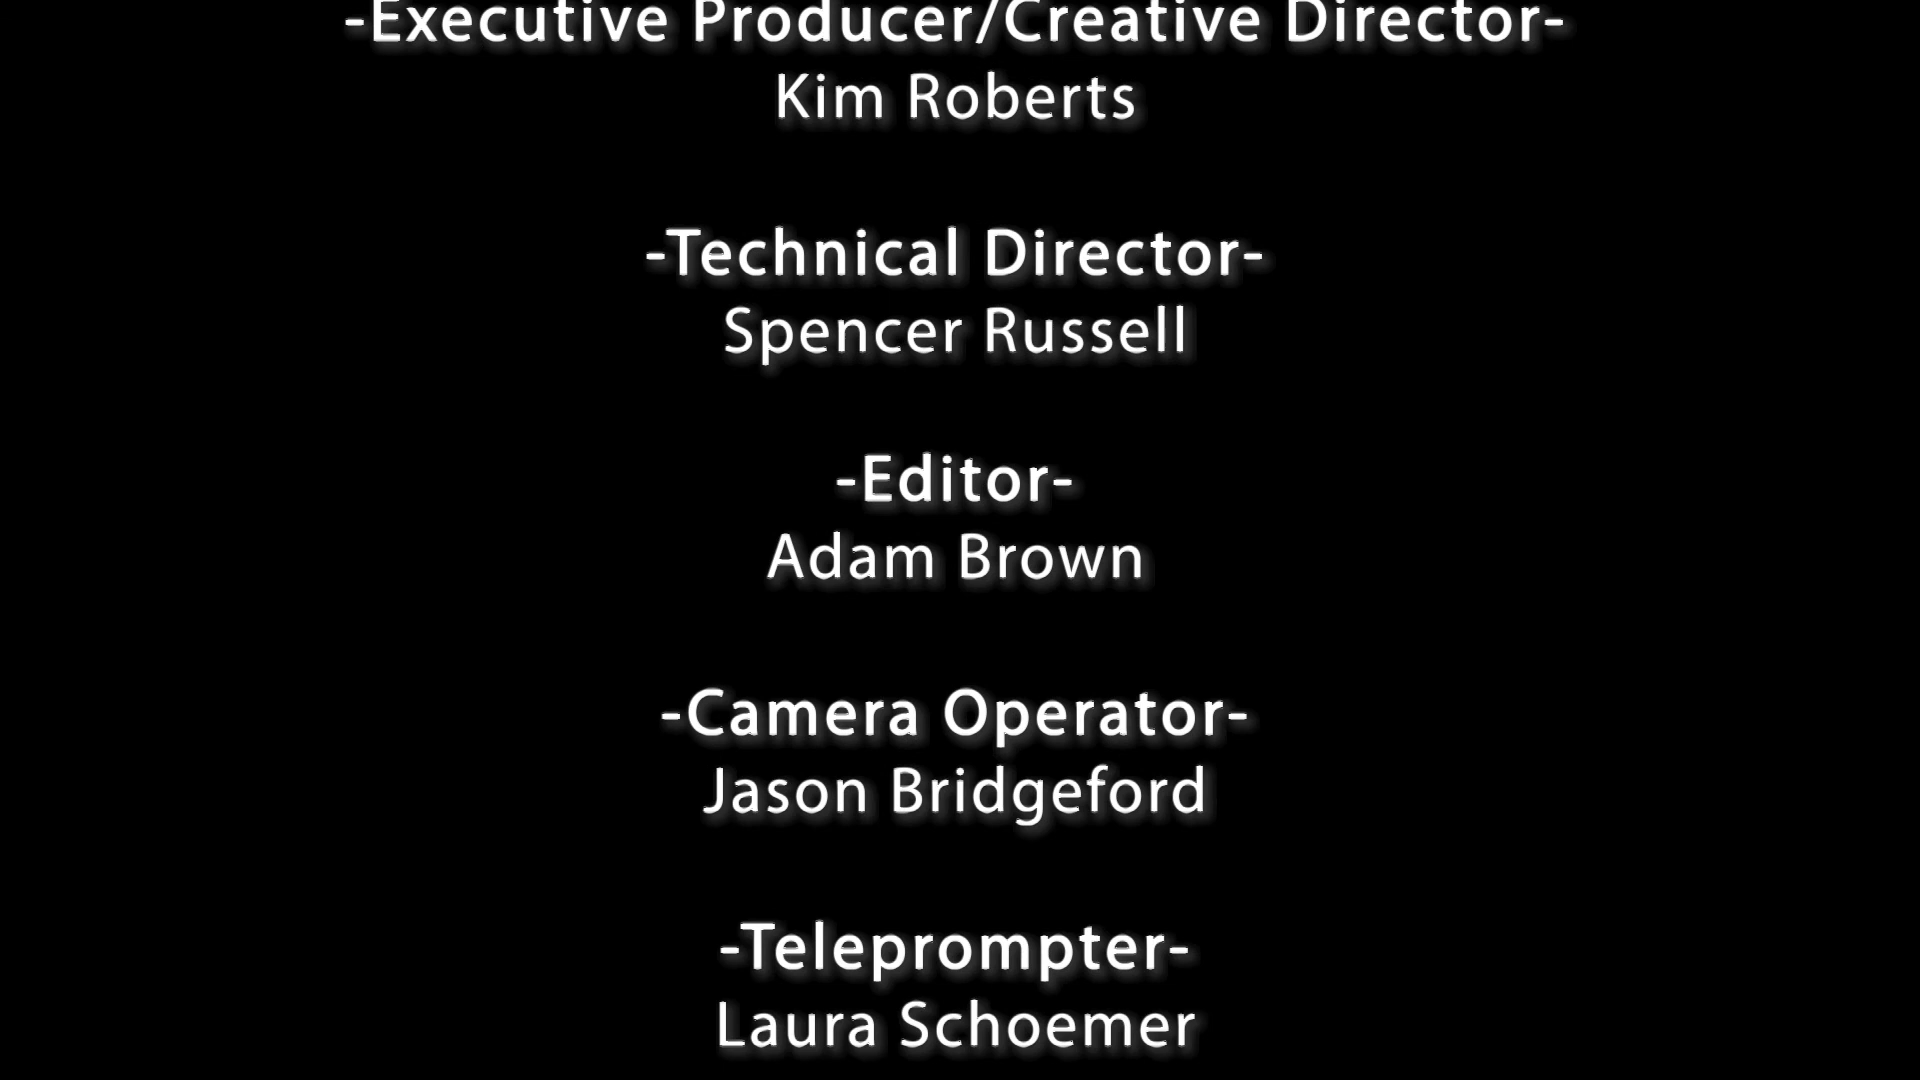 -Executive Producer/Creative Director-
Kim Roberts
-Technical Director-
Spencer Russell
-Editor-
Adam Brown
-Camera Operator-
Jason Bridgeford
-Teleprompter-
Laura Schoemer